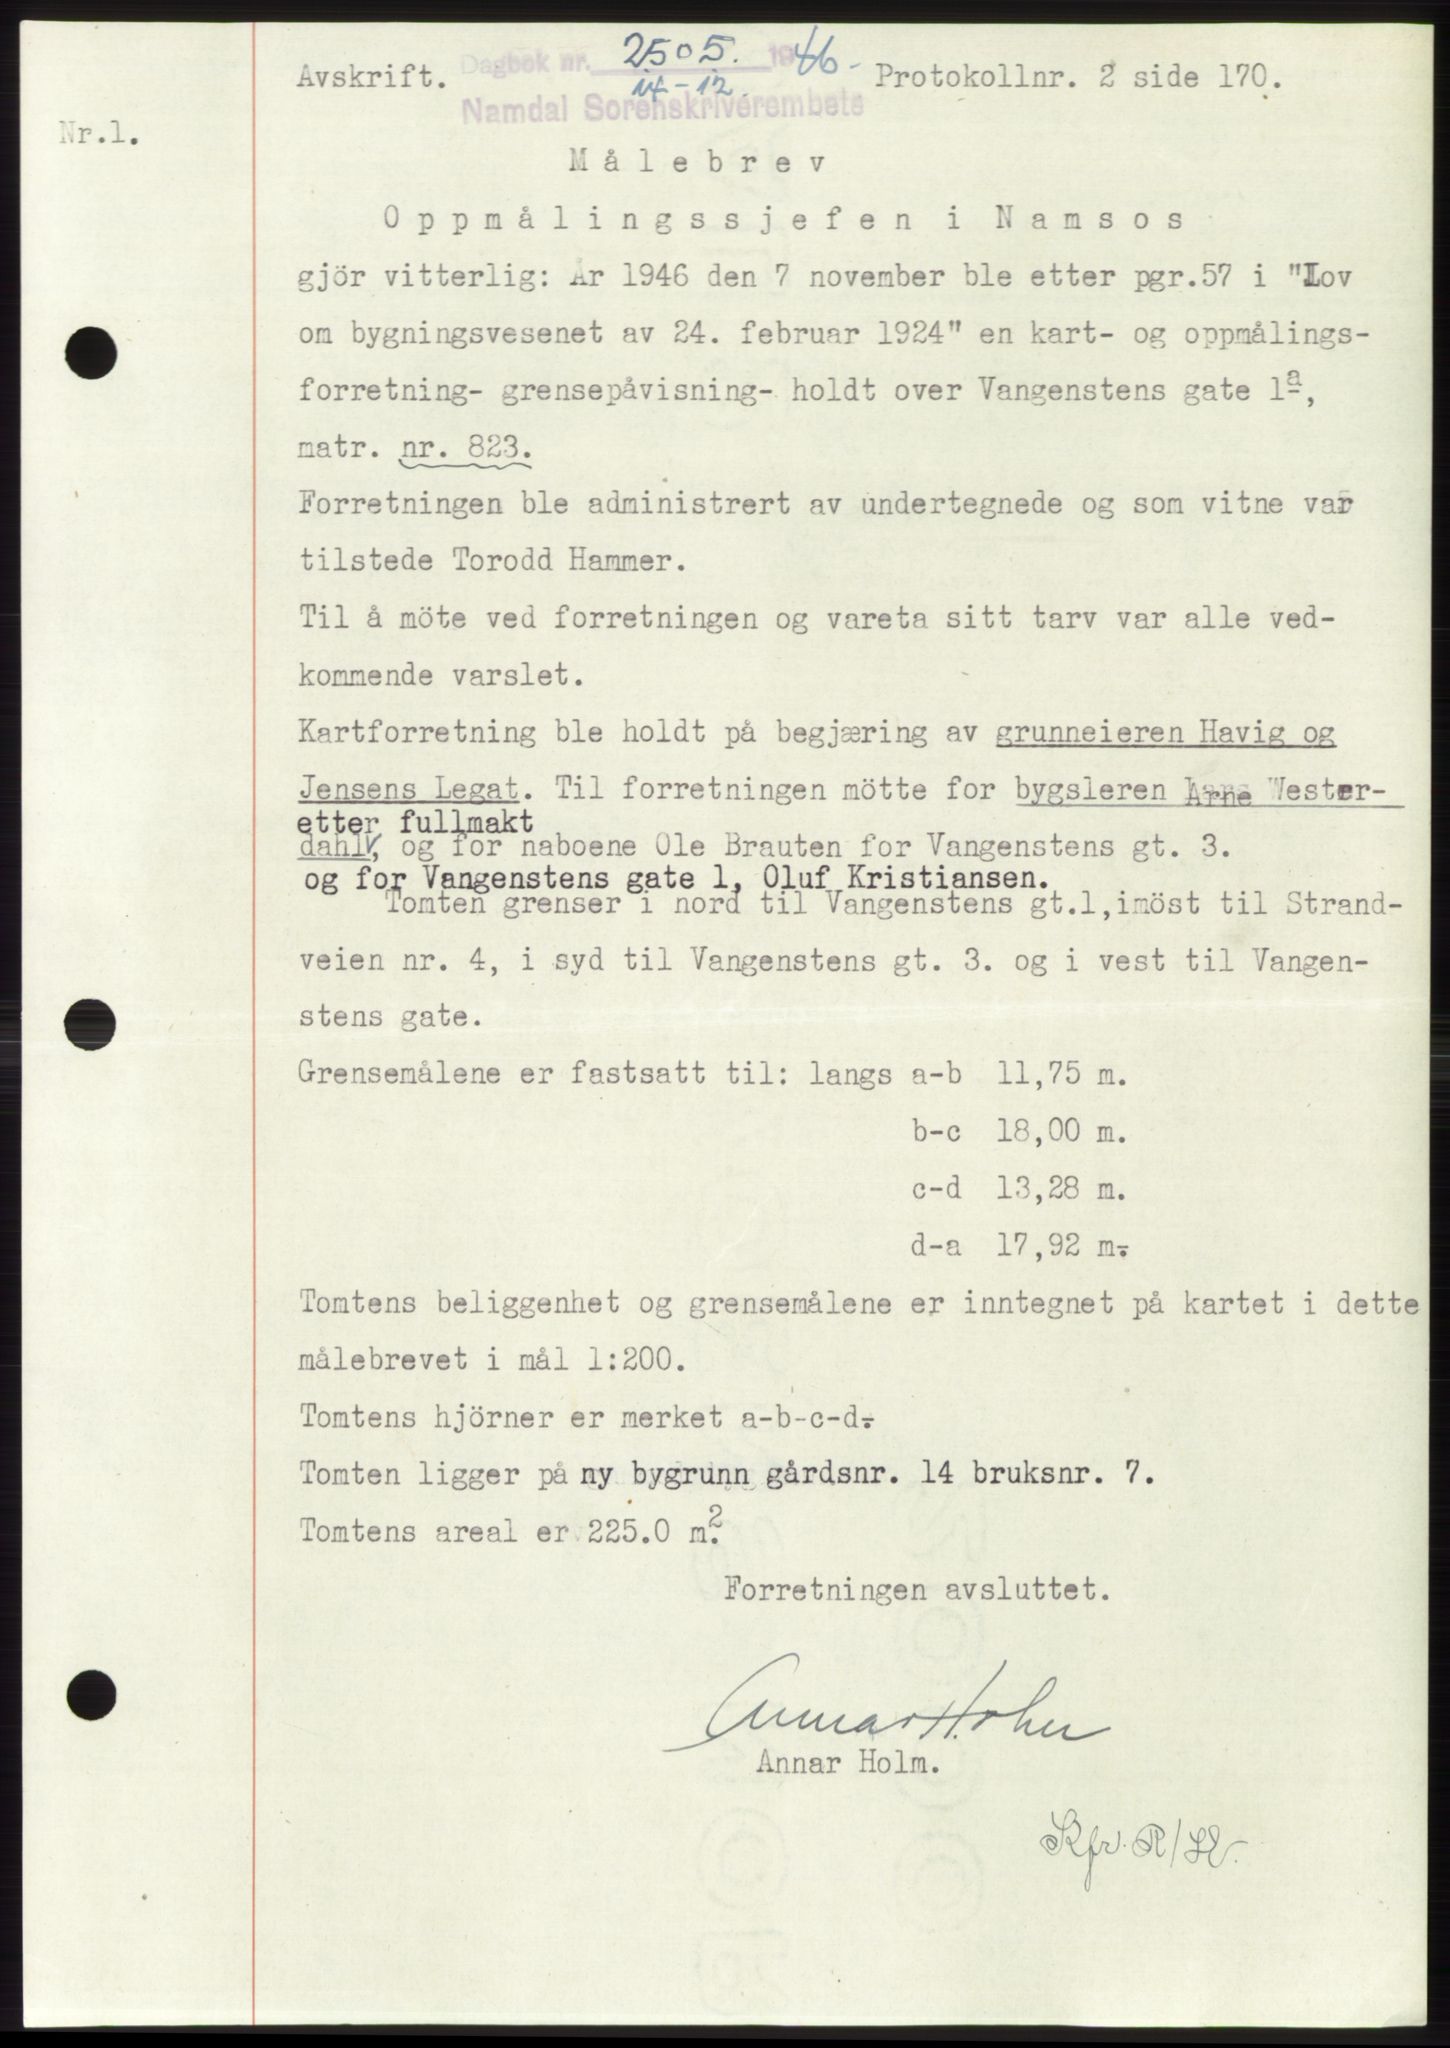 Avskrift. Dagbok nr. 2505. 1946- Protokollnr. 2 side 170.
14-12.
Namdal Sorenskriverembete
Nr.1.
Målebrev
Oppmålingssjefen i Namsos
gjör vitterlig: År 1946 den 7 november ble etter pgr.57 i "Lov
om bygningsvesenet av 24. februar 1924" en kart- og oppmålings-
forretning- grensepåvisning- holdt over Vangenstens gate 1a,
matr. nr. 823.
Forretningen ble administrert av undertegnede og som vitne var
tilstede Torodd Hammer.
Til å möte ved forretningen og vareta sitt tarv var alle ved-
kommende varslet.
Kartforretning ble holdt på begjæring av grunneieren Havig og
Jensens Legat. Til forretningen mötte for bygsleren Arne Wester-
etter fullmakt
dahl, og for naboene Ole Brauten for Vangenstens gt. 3.
og for Vangenstens gate 1, Oluf Kristiansen.
Tomten grenser i nord til Vangenstens gt.1,imöst til Strand-
veien nr. 4, i syd til Vangenstens gt. 3. og i vest til Vangen-
stens gate.
Grensemålene er fastsatt til: langs a-b 11,75 m.
b-c 18,00 m.
c-d 13,28 m.
d-a 17,92 m.
Tomtens beliggenhet og grensemålene er inntegnet på kartet i dette
målebrevet i mål 1:200.
Tomtens hjörner er merket a-b-c-d.
Tomten ligger på ny bygrunn gårdsnr. 14 bruksnr. 7.
Tomtens areal er 225.0 m².
Forretningen avsluttet.
Annar Holm
Annar Holm.
Kfr. R/